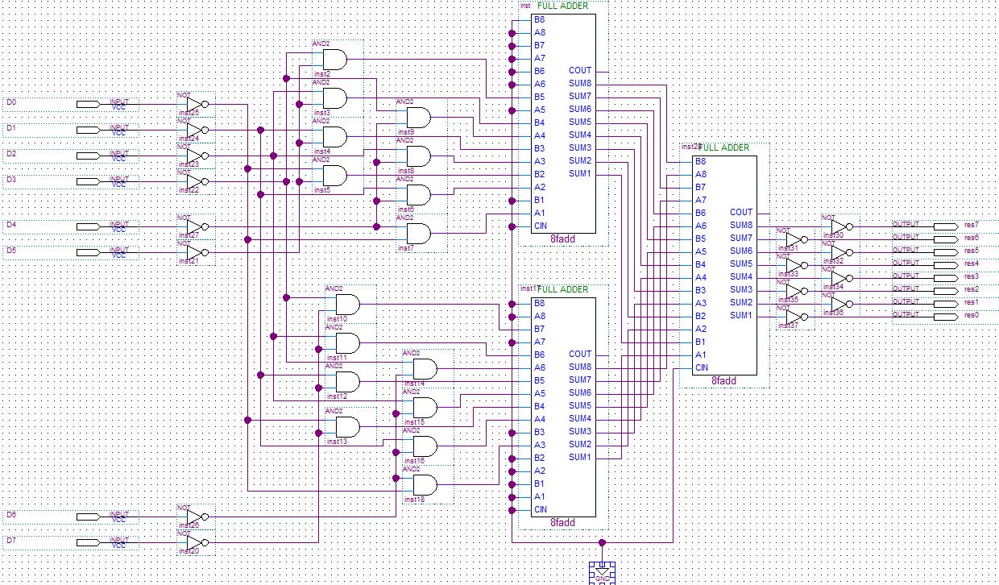 inst FULL ADDER
B8
A8
B7
A7
B6
A6
B5
A5
B4
A4
B3
A3
B2
A2
B1
A1
CIN
COUT
SUM8
SUM7
SUM6
SUM5
SUM4
SUM3
SUM2
SUM1
8fadd
D0
INPUT
VCC
NOT
inst25
D1
INPUT
VCC
NOT
inst24
D2
INPUT
VCC
NOT
inst23
D3
INPUT
VCC
NOT
inst22
D4
INPUT
VCC
NOT
inst27
D5
INPUT
VCC
NOT
inst21
AND2
inst2
AND2
inst3
AND2
inst4
AND2
inst5
AND2
inst9
AND2
inst8
AND2
inst6
AND2
inst7
FULL ADDER
B8
A8
B7
A7
B6
A6
B5
A5
B4
A4
B3
A3
B2
A2
B1
A1
CIN
COUT
SUM8
SUM7
SUM6
SUM5
SUM4
SUM3
SUM2
SUM1
8fadd
NOT
inst30
OUTPUT
res7
NOT
inst31
OUTPUT
res6
NOT
inst32
OUTPUT
res5
NOT
inst33
OUTPUT
res4
NOT
inst34
OUTPUT
res3
NOT
inst35
OUTPUT
res2
NOT
inst36
OUTPUT
res1
NOT
inst37
OUTPUT
res0
AND2
inst10
AND2
inst11
AND2
inst12
AND2
inst13
AND2
inst14
AND2
inst15
AND2
inst16
AND2
inst18
FULL ADDER
B8
A8
B7
A7
B6
A6
B5
A5
B4
A4
B3
A3
B2
A2
B1
A1
CIN
COUT
SUM8
SUM7
SUM6
SUM5
SUM4
SUM3
SUM2
SUM1
8fadd
D6
INPUT
VCC
NOT
inst26
D7
INPUT
VCC
NOT
inst20
GND